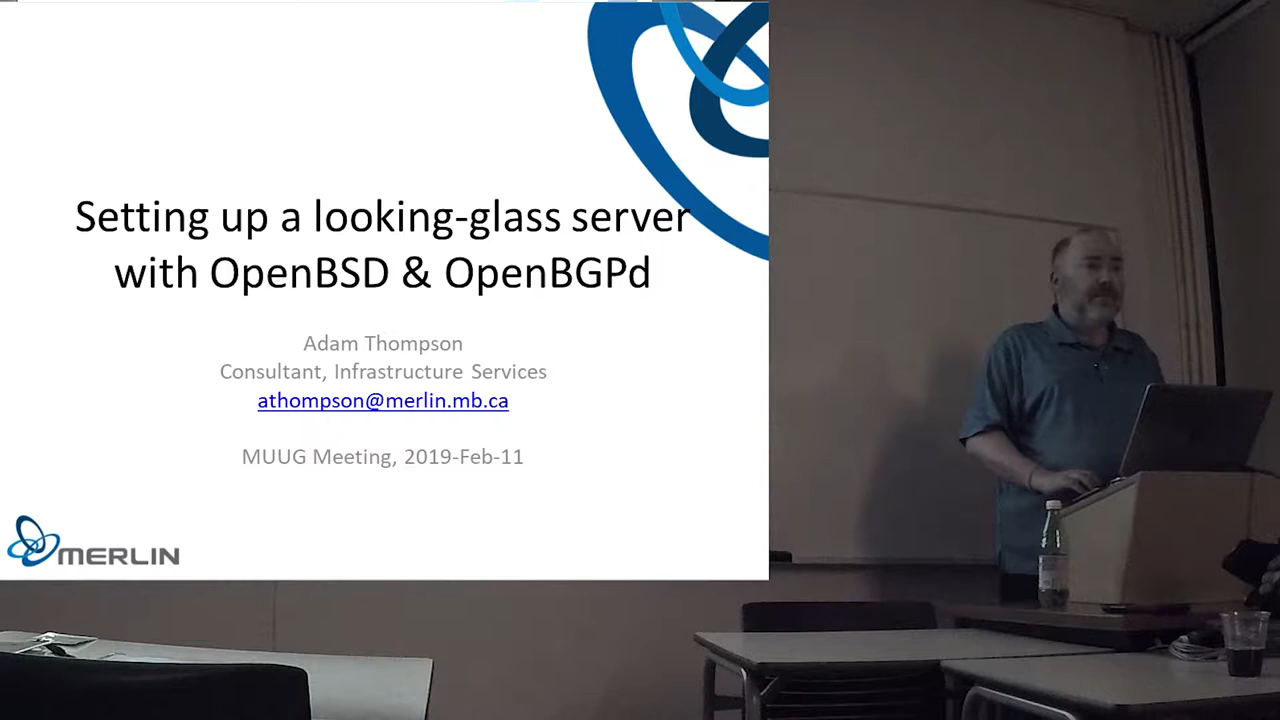 Setting up a looking-glass server
with OpenBSD & OpenBGPd
Adam Thompson
Consultant, Infrastructure Services
athompson@merlin.mb.ca
MUUG Meeting, 2019-Feb-11
MERLIN